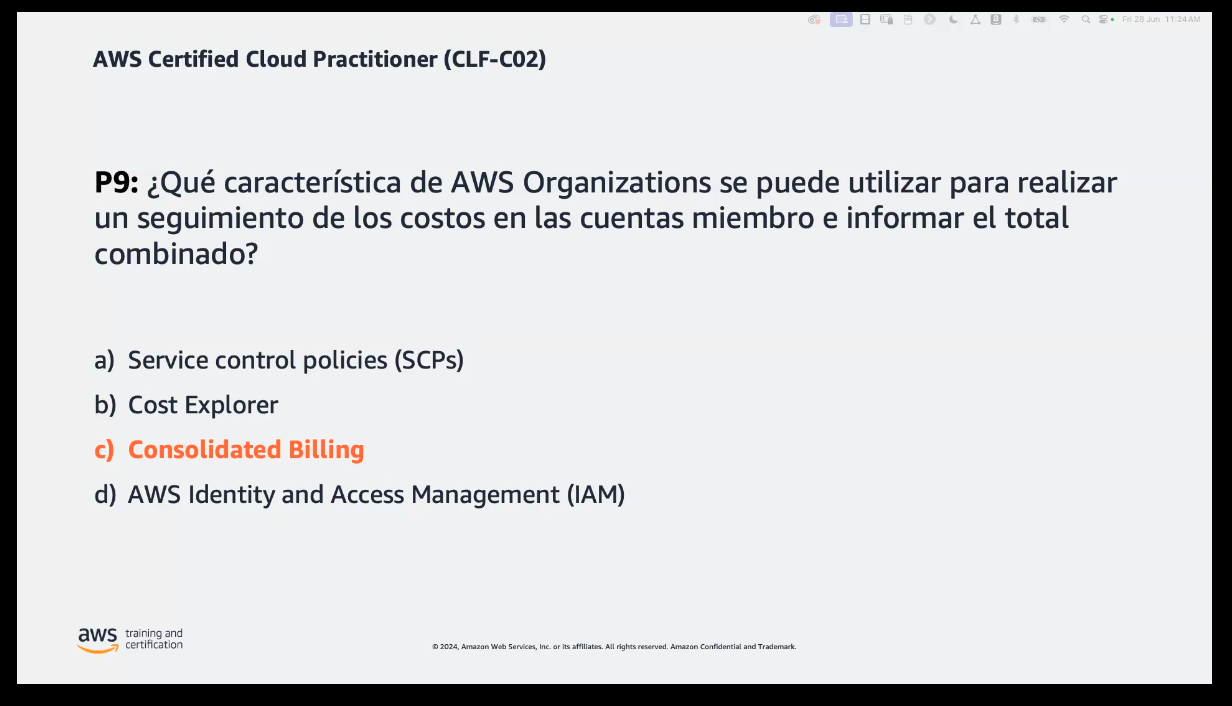 Fri 28 Jun 11:24 AM
AWS Certified Cloud Practitioner (CLF-C02)
P9: ¿Qué característica de AWS Organizations se puede utilizar para realizar
un seguimiento de los costos en las cuentas miembro e informar el total
combinado?
a) Service control policies (SCPs)
b) Cost Explorer
c) Consolidated Billing
d) AWS Identity and Access Management (IAM)
aws training and
certification
© 2024, Amazon Web Services, Inc. or its affiliates. All rights reserved. Amazon Confidential and Trademark.